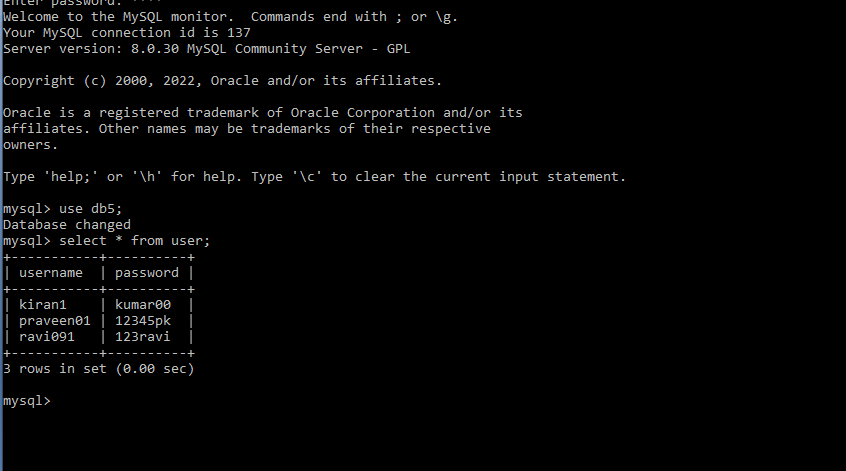 Enter password: ****
Welcome to the MySQL monitor.  Commands end with ; or \g.
Your MySQL connection id is 137
Server version: 8.0.30 MySQL Community Server - GPL
Copyright (c) 2000, 2022, Oracle and/or its affiliates.
Oracle is a registered trademark of Oracle Corporation and/or its
affiliates. Other names may be trademarks of their respective
owners.
Type 'help;' or '\h' for help. Type '\c' to clear the current input statement.
mysql> use db5;
Database changed
mysql> select * from user;
+-----------+----------+
| username  | password |
+-----------+----------+
| kiran1    | kumar00  |
| praveen01 | 12345pk  |
| ravi091   | 123ravi  |
+-----------+----------+
3 rows in set (0.00 sec)
mysql>